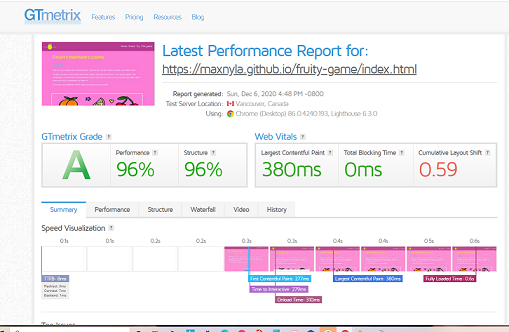 GTmetrix Features Pricing Resources Blog
Latest Performance Report for:
https://maxnyla.github.io/fruity-game/index.html
Report generated: Sun, Dec 6, 2020 4:48 PM -0800
Test Server Location: Vancouver, Canada
Using: Chrome (Desktop) 86.0.4240.193, Lighthouse 6.3.0
GTmetrix Grade ? Web Vitals ?
Performance ? Structure ? Largest Contentful Paint ? Total Blocking Time ? Cumulative Layout Shift ?
A 96% 96% 380ms 0ms 0.59
Summary Performance Structure Waterfall Video History
Speed Visualization ?
0.1s 0.1s 0.2s 0.2s 0.3s 0.4s 0.4s 0.5s 0.6s
TTFB: 8ms First Contentful Paint: 277ms Largest Contentful Paint: 380ms Fully Loaded Time: 0.6s
Redirect: 0ms Time to Interactive: 279ms
Connect: 1ms
Backend: 7ms Onload Time: 310ms